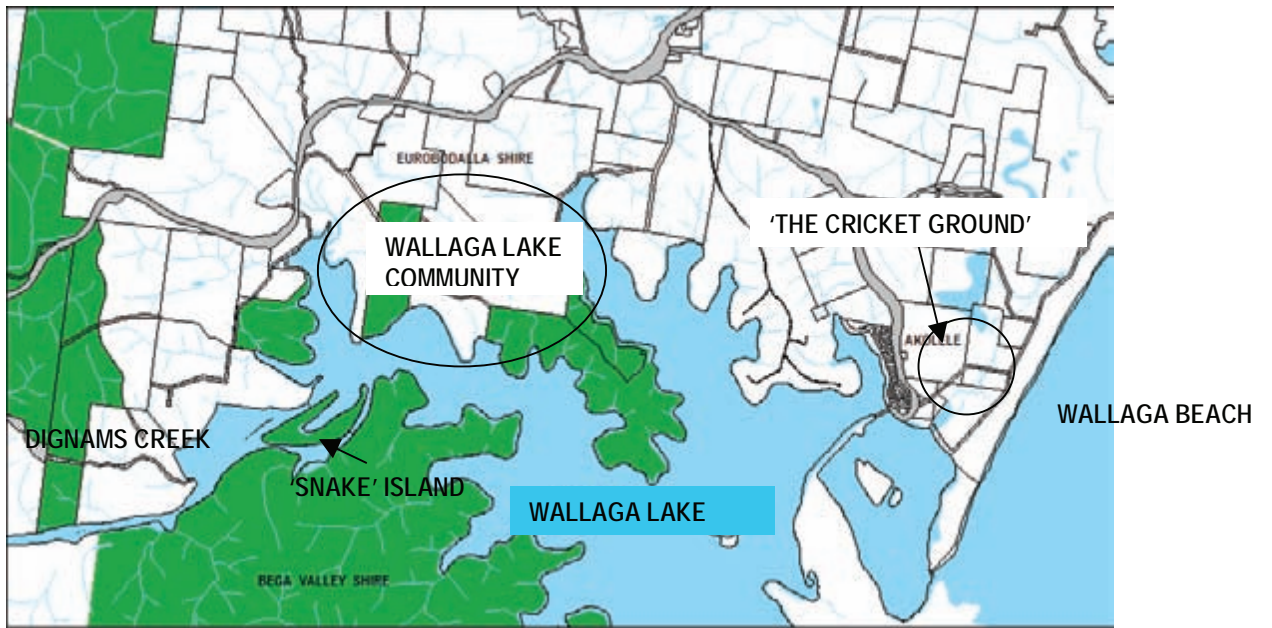 EUROBODALLA SHIRE
'THE CRICKET GROUND'
WALLAGA LAKE
COMMUNITY
AKOLELE
WALLAGA BEACH
DIGNAMS CREEK
'SNAKE' ISLAND
WALLAGA LAKE
BEGA VALLEY SHIRE